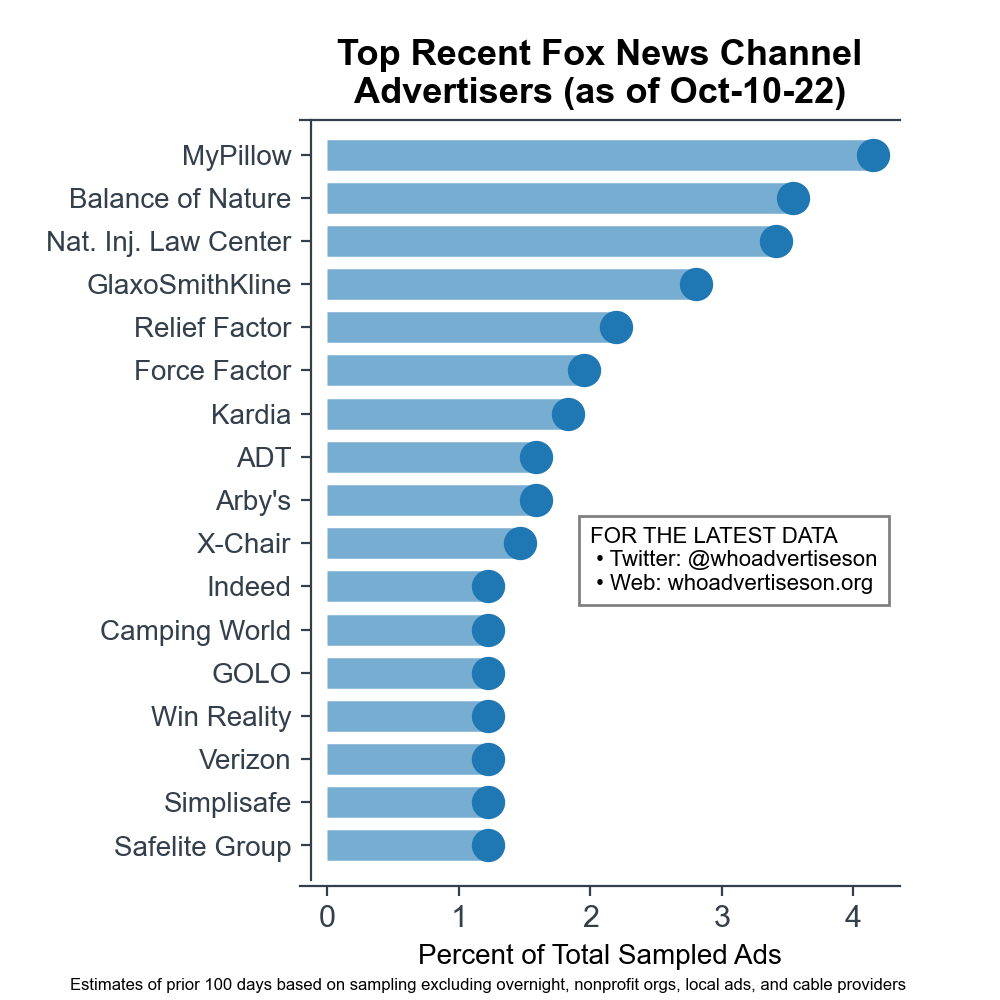 Top Recent Fox News Channel
Advertisers (as of Oct-10-22)
MyPillow
Balance of Nature
Nat. Inj. Law Center
GlaxoSmithKline
Relief Factor
Force Factor
Kardia
ADT
Arby's
X-Chair
Indeed
Camping World
GOLO
Win Reality
Verizon
Simplisafe
Safelite Group
FOR THE LATEST DATA
• Twitter: @whoadvertiseson
• Web: whoadvertiseson.org
0 1 2 3 4
Percent of Total Sampled Ads
Estimates of prior 100 days based on sampling excluding overnight, nonprofit orgs, local ads, and cable providers